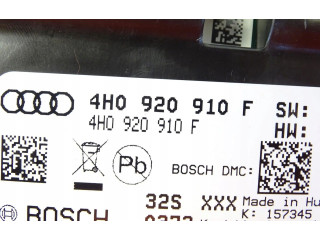 4H0 920 910 F SW:
4H0 920 910 F HW:
Pb BOSCH DMC:
32S XXX Made in Hu
BOSCH K: 157345